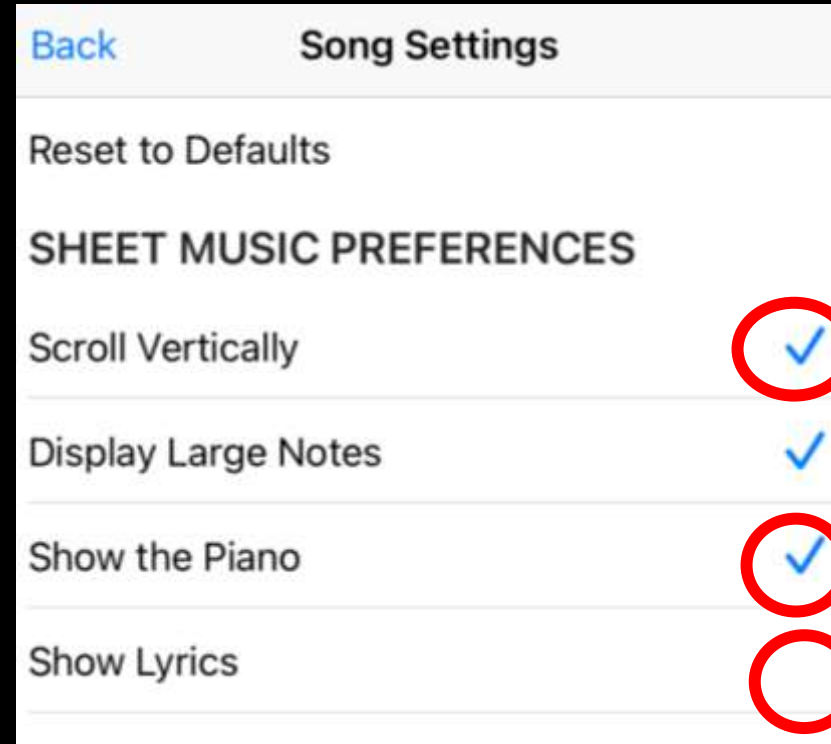 Back Song Settings
Reset to Defaults
SHEET MUSIC PREFERENCES
Scroll Vertically
Display Large Notes
Show the Piano
Show Lyrics